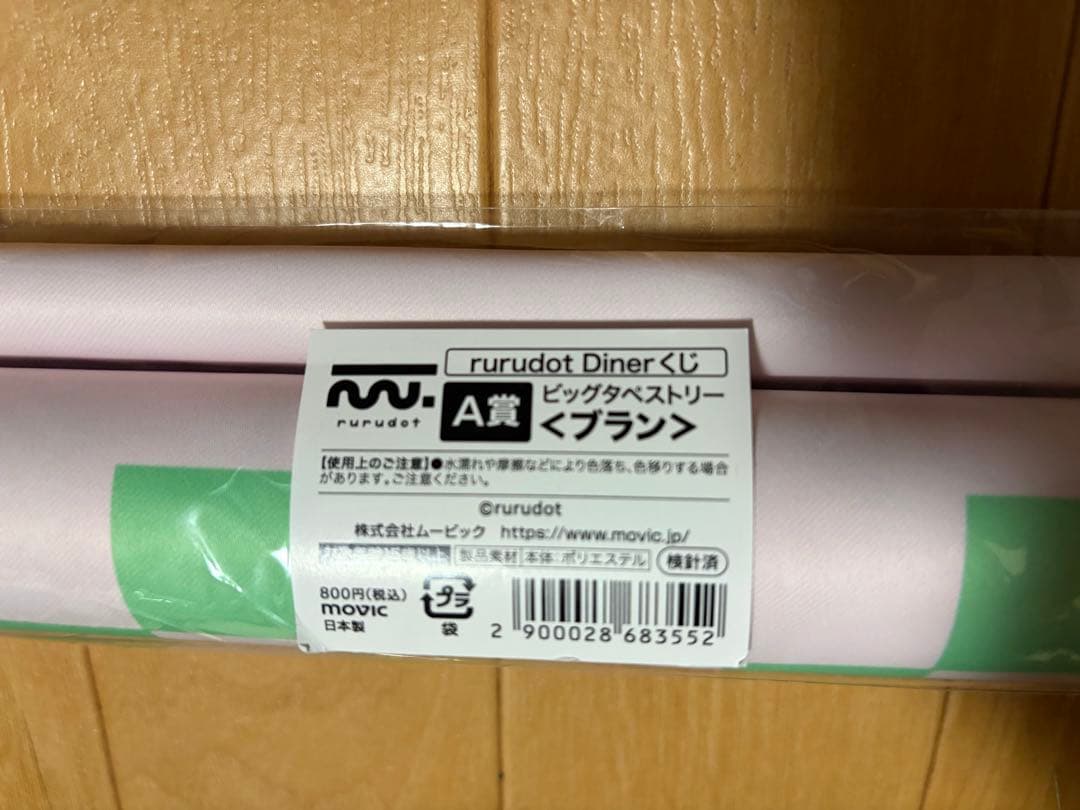 rurudot Dinerくじ
rurudot
A賞
ビッグタペストリー
<ブラン>
【使用上のご注意】●水濡れや摩擦などにより色落ち、色移りする場合
があります。ご注意ください。
©rurudot
株式会社ムービック https://www.movic.jp/
製品素材 本体:ポリエステル 検針済
800円(税込)
movic
日本製
プラ
袋
2 900028 683552